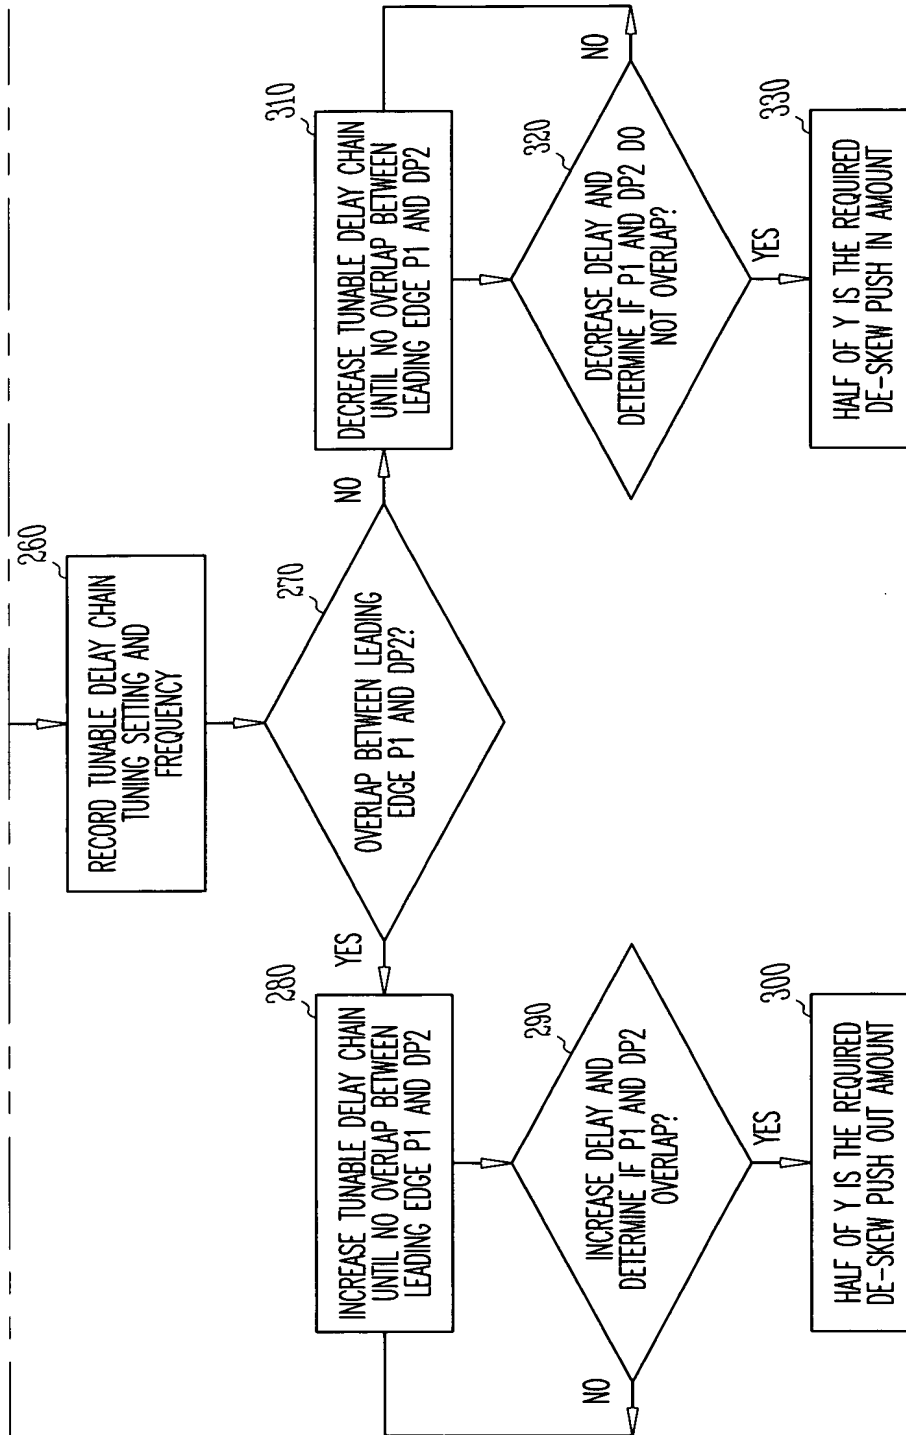 260
RECORD TUNABLE DELAY CHAIN
TUNING SETTING AND
FREQUENCY
270
OVERLAP BETWEEN LEADING
EDGE P1 AND DP2?
YES
NO
280
INCREASE TUNABLE DELAY CHAIN
UNTIL NO OVERLAP BETWEEN
LEADING EDGE P1 AND DP2
290
INCREASE DELAY AND
DETERMINE IF P1 AND DP2
OVERLAP?
NO
YES
300
HALF OF Y IS THE REQUIRED
DE-SKEW PUSH OUT AMOUNT
310
DECREASE TUNABLE DELAY CHAIN
UNTIL NO OVERLAP BETWEEN
LEADING EDGE P1 AND DP2
320
DECREASE DELAY AND
DETERMINE IF P1 AND DP2 DO
NOT OVERLAP?
NO
YES
330
HALF OF Y IS THE REQUIRED
DE-SKEW PUSH IN AMOUNT